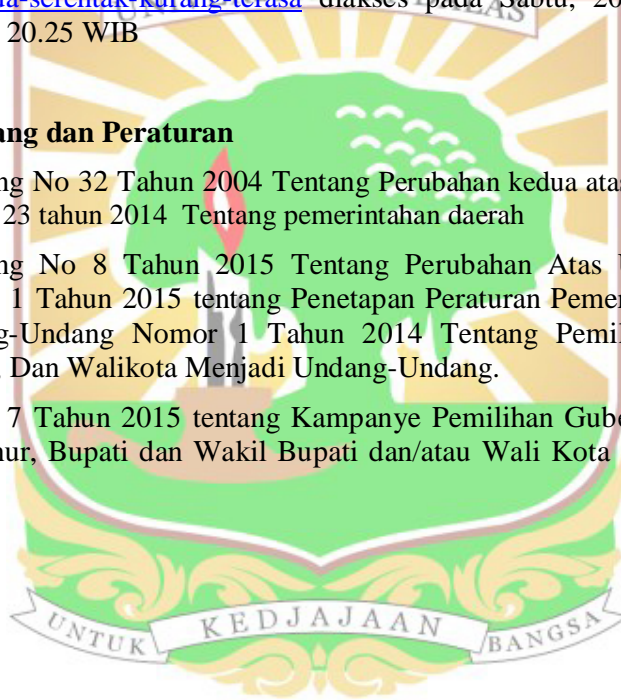 da-serentak-kurang-terasa diakses pada Sabtu, 20
20.25 WIB
ang dan Peraturan
ng No 32 Tahun 2004 Tentang Perubahan kedua atas
23 tahun 2014 Tentang pemerintahan daerah
ng No 8 Tahun 2015 Tentang Perubahan Atas U
1 Tahun 2015 tentang Penetapan Peraturan Pemer
g-Undang Nomor 1 Tahun 2014 Tentang Pemil
Dan Walikota Menjadi Undang-Undang.
7 Tahun 2015 tentang Kampanye Pemilihan Gube
ur, Bupati dan Wakil Bupati dan/atau Wali Kota
UNTUK KEDJAJAAN BANGSA